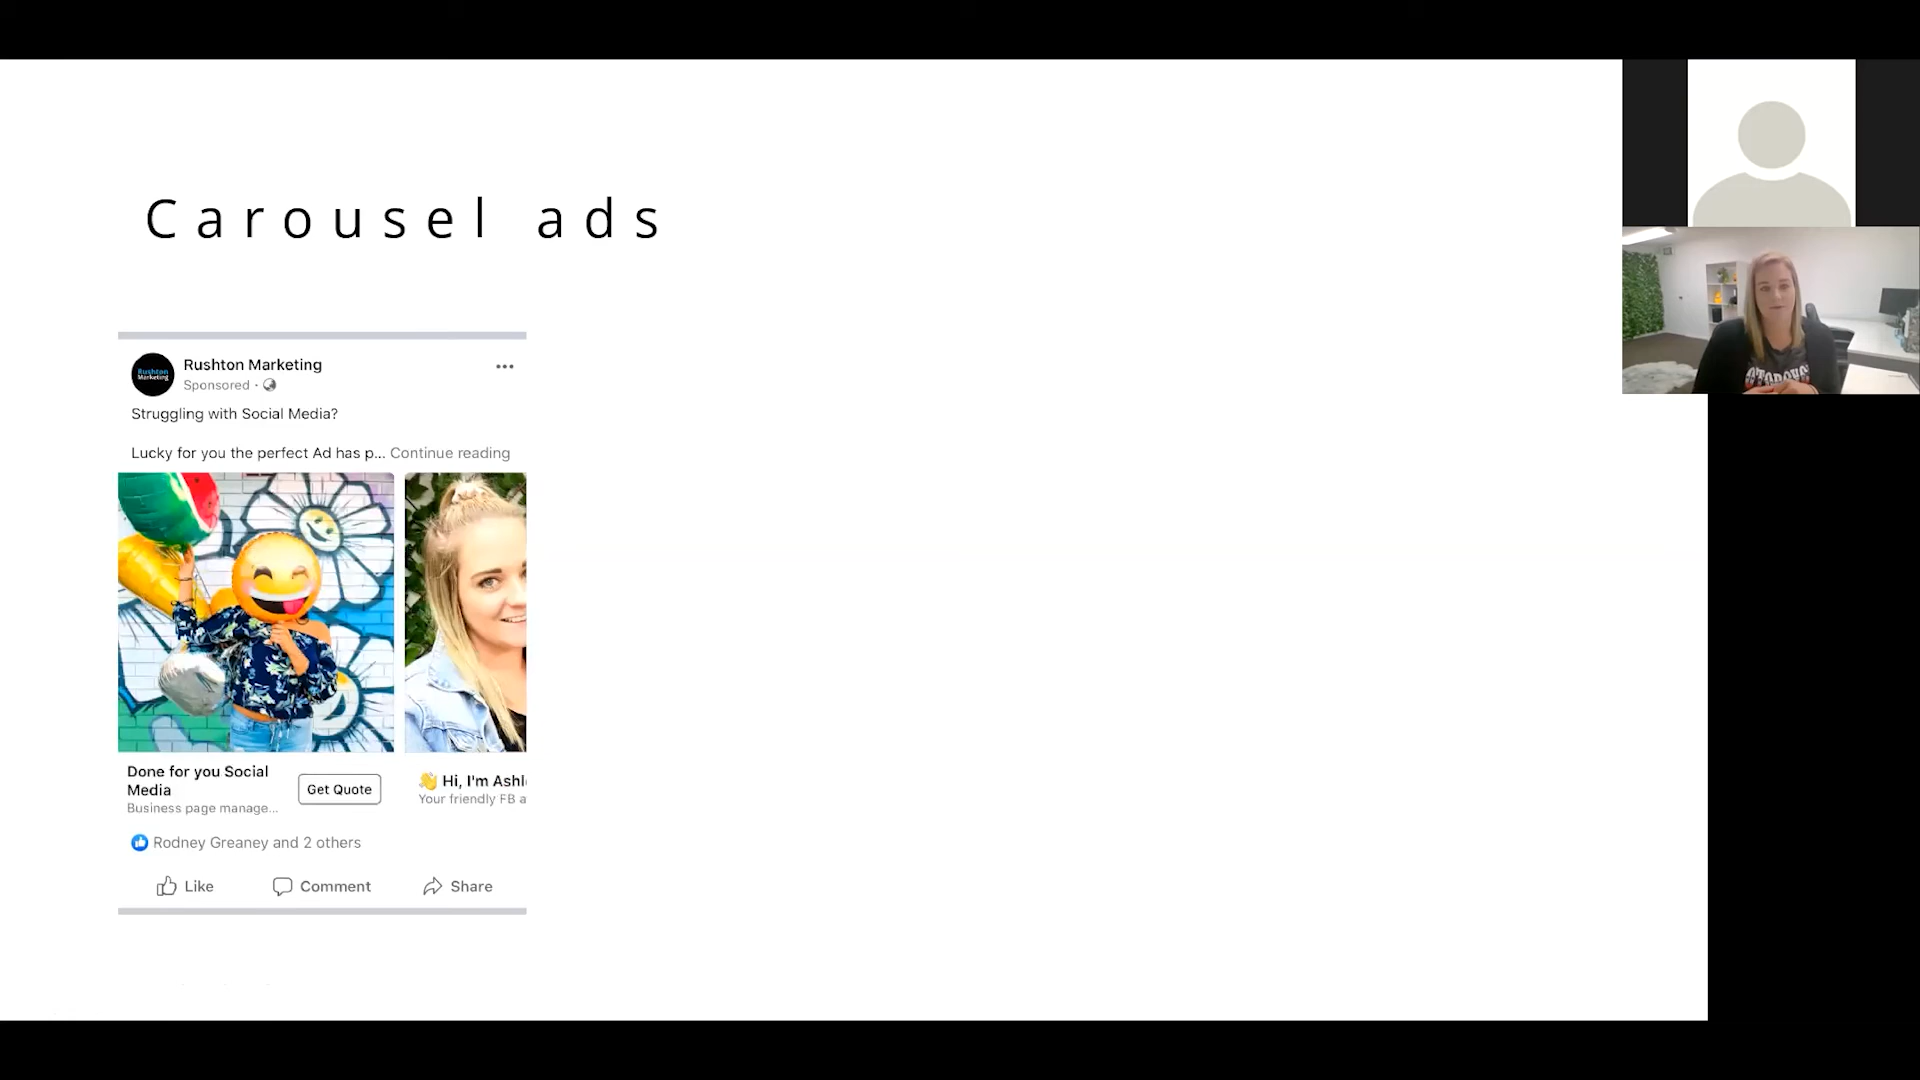 Carousel ads
Rushton Marketing
Rushton
Marketing
Sponsored ·
Struggling with Social Media?
Lucky for you the perfect Ad has p... Continue reading
Done for you Social
Media
Business page manage...
Get Quote
👋 Hi, I'm Ashl
Your friendly FB a
Rodney Greaney and 2 others
Like
Comment
Share